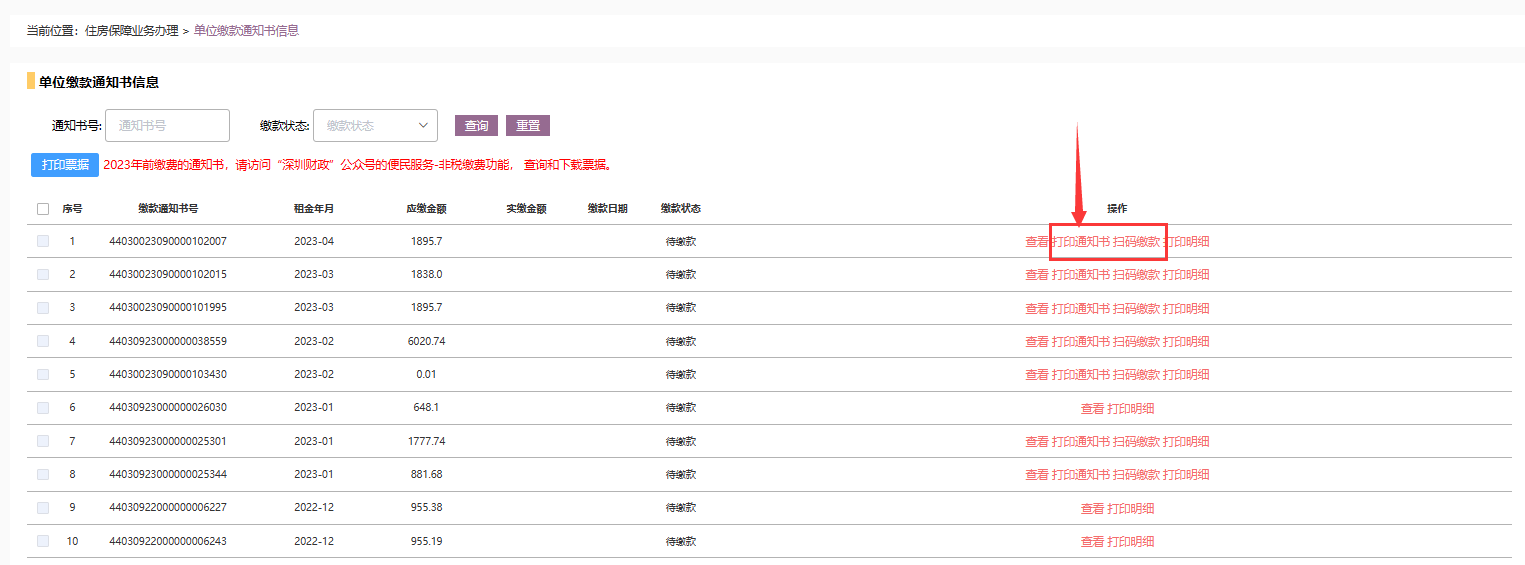 当前位置：住房保障业务办理 > 单位缴款通知书信息
单位缴款通知书信息
通知书号: 通知书号 缴款状态: 缴款状态 查询 重置
打印票据 2023年前缴费的通知书，请访问“深圳财政”公众号的便民服务-非税缴费功能， 查询和下载票据。
序号 缴款通知书号 租金年月 应缴金额 实缴金额 缴款日期 缴款状态 操作
1 44030023090000102007 2023-04 1895.7 待缴款 查看 打印通知书 扫码缴款 打印明细
2 44030023090000102015 2023-03 1838.0 待缴款 查看 打印通知书 扫码缴款 打印明细
3 44030023090000101995 2023-03 1895.7 待缴款 查看 打印通知书 扫码缴款 打印明细
4 44030923000000038559 2023-02 6020.74 待缴款 查看 打印通知书 扫码缴款 打印明细
5 44030023090000103430 2023-02 0.01 待缴款 查看 打印通知书 扫码缴款 打印明细
6 44030923000000026030 2023-01 648.1 待缴款 查看 打印明细
7 44030923000000025301 2023-01 1777.74 待缴款 查看 打印通知书 扫码缴款 打印明细
8 44030923000000025344 2023-01 881.68 待缴款 查看 打印通知书 扫码缴款 打印明细
9 44030922000000006227 2022-12 955.38 待缴款 查看 打印明细
10 44030922000000006243 2022-12 955.19 待缴款 查看 打印明细